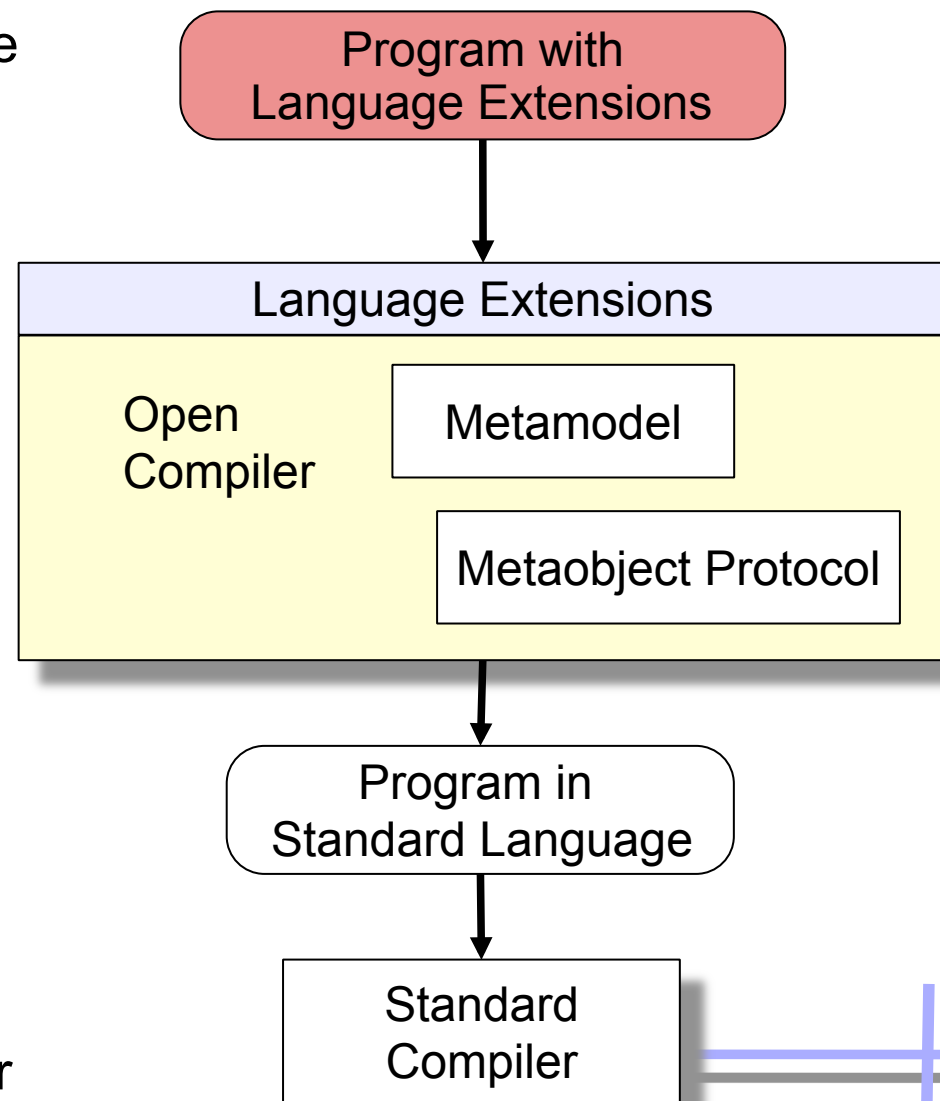 e
Program with
Language Extensions
Language Extensions
Open
Compiler
Metamodel
Metaobject Protocol
Program in
Standard Language
Standard
Compiler
r